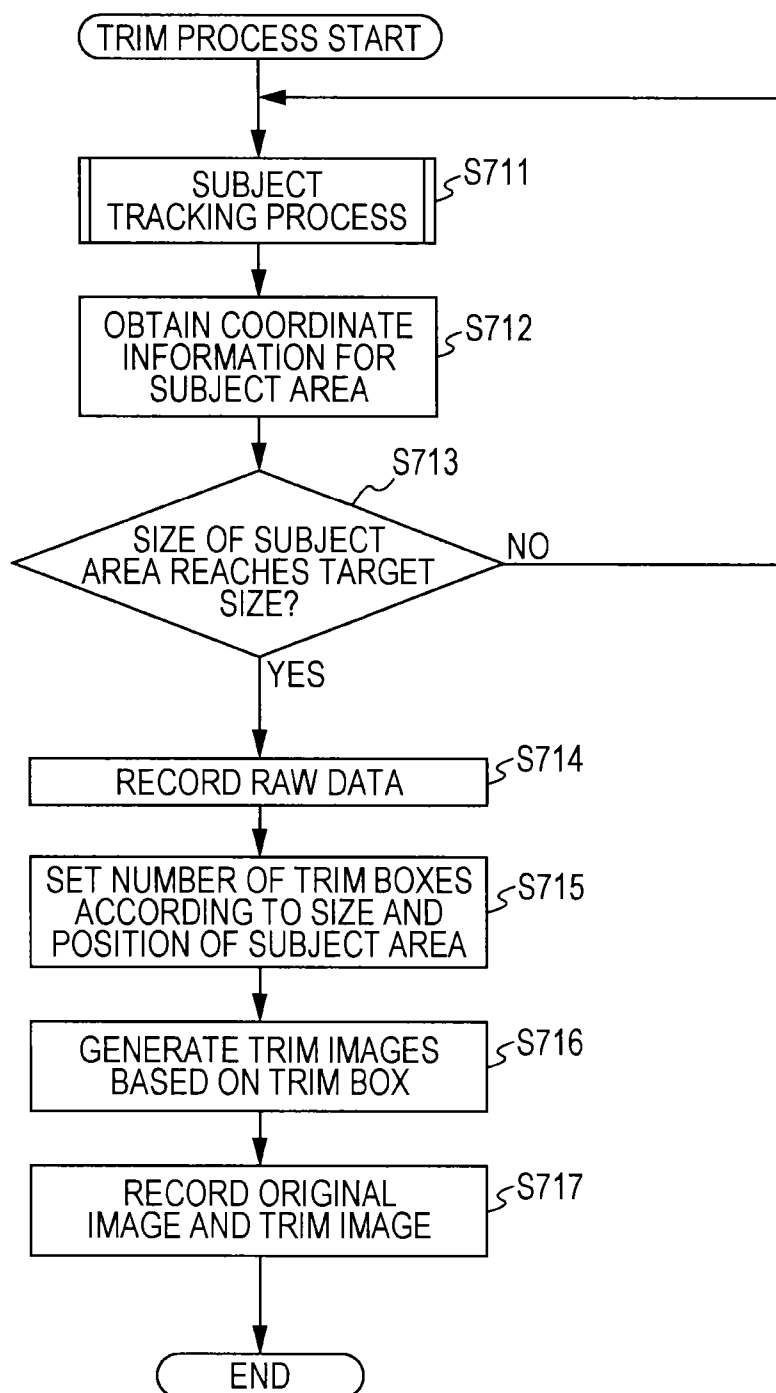 TRIM PROCESS START
SUBJECT
TRACKING PROCESS
S711
OBTAIN COORDINATE
INFORMATION FOR
SUBJECT AREA
S712
S713
SIZE OF SUBJECT
AREA REACHES TARGET
SIZE?
NO
YES
RECORD RAW DATA
S714
SET NUMBER OF TRIM BOXES
ACCORDING TO SIZE AND
POSITION OF SUBJECT AREA
S715
GENERATE TRIM IMAGES
BASED ON TRIM BOX
S716
RECORD ORIGINAL
IMAGE AND TRIM IMAGE
S717
END